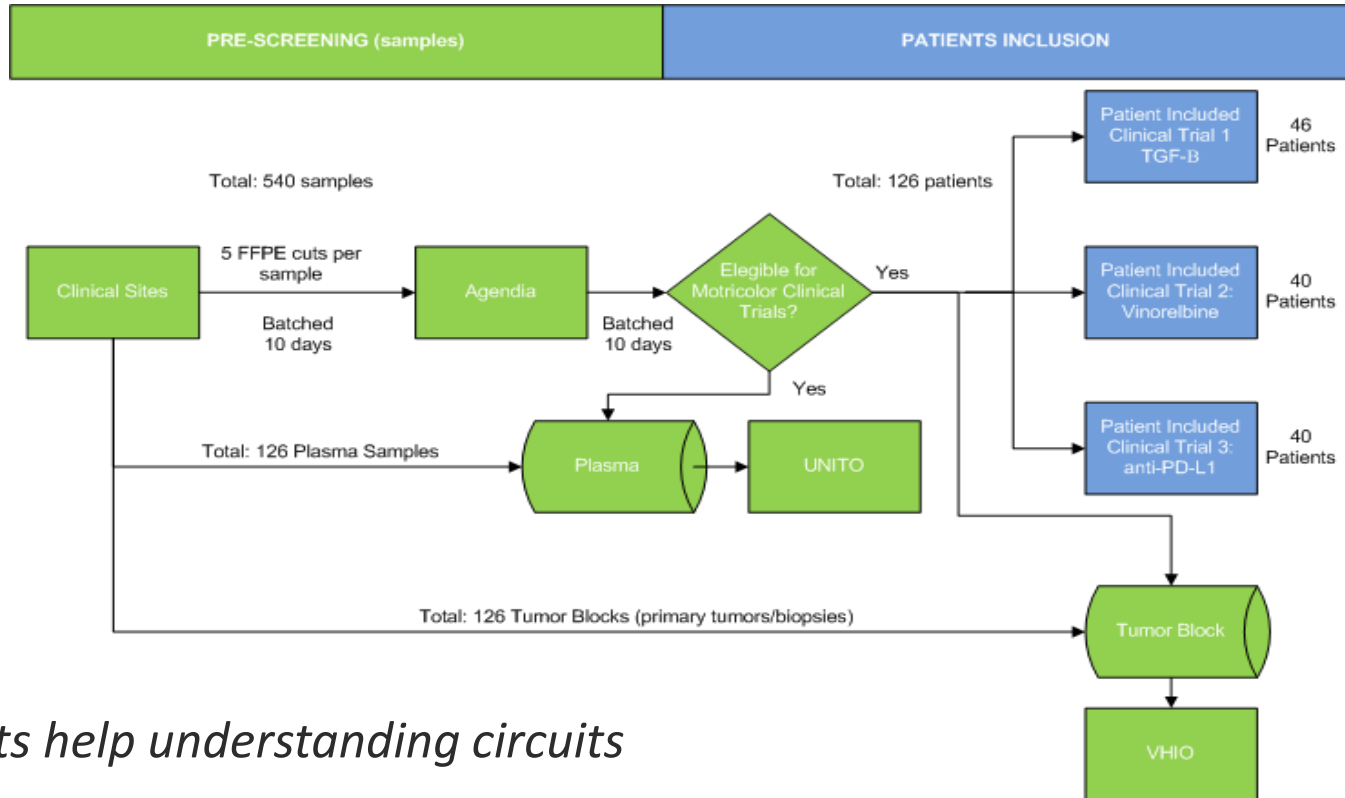 PRE-SCREENING (samples)
PATIENTS INCLUSION
Patient Included
Clinical Trial 1
TGF-B
46
Patients
Total: 540 samples
Total: 126 patients
Clinical Sites
5 FFPE cuts per
sample
Batched
10 days
Agendia
Batched
10 days
Elegible for
Motricolor Clinical
Trials?
Yes
Patient Included
Clinical Trial 2:
Vinorelbine
40
Patients
Yes
Patient Included
Clinical Trial 3:
anti-PD-L1
40
Patients
Total: 126 Plasma Samples
Plasma
UNITO
Total: 126 Tumor Blocks (primary tumors/biopsies)
Tumor Block
VHIO
ts help understanding circuits